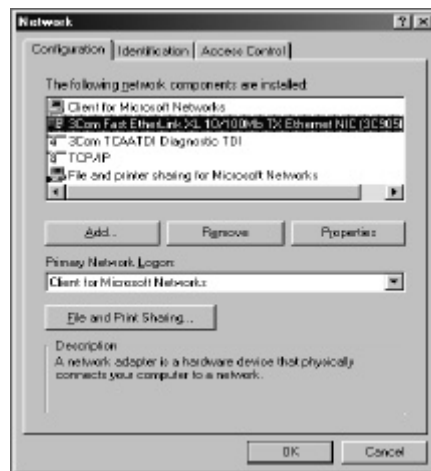 Network
Configuration Identification Access Control
The following network components are installed:
Client for Microsoft Networks
3Com Fast EtherLink XL 10/100Mb TX Ethernet NIC (3C905
3Com TCAATDI Diagnostic TDI
TCP/IP
File and printer sharing for Microsoft Networks
Add... Remove Properties
Primary Network Logon:
Client for Microsoft Networks
File and Print Sharing...
Description
A network adapter is a hardware device that physically
connects your computer to a network.
OK Cancel